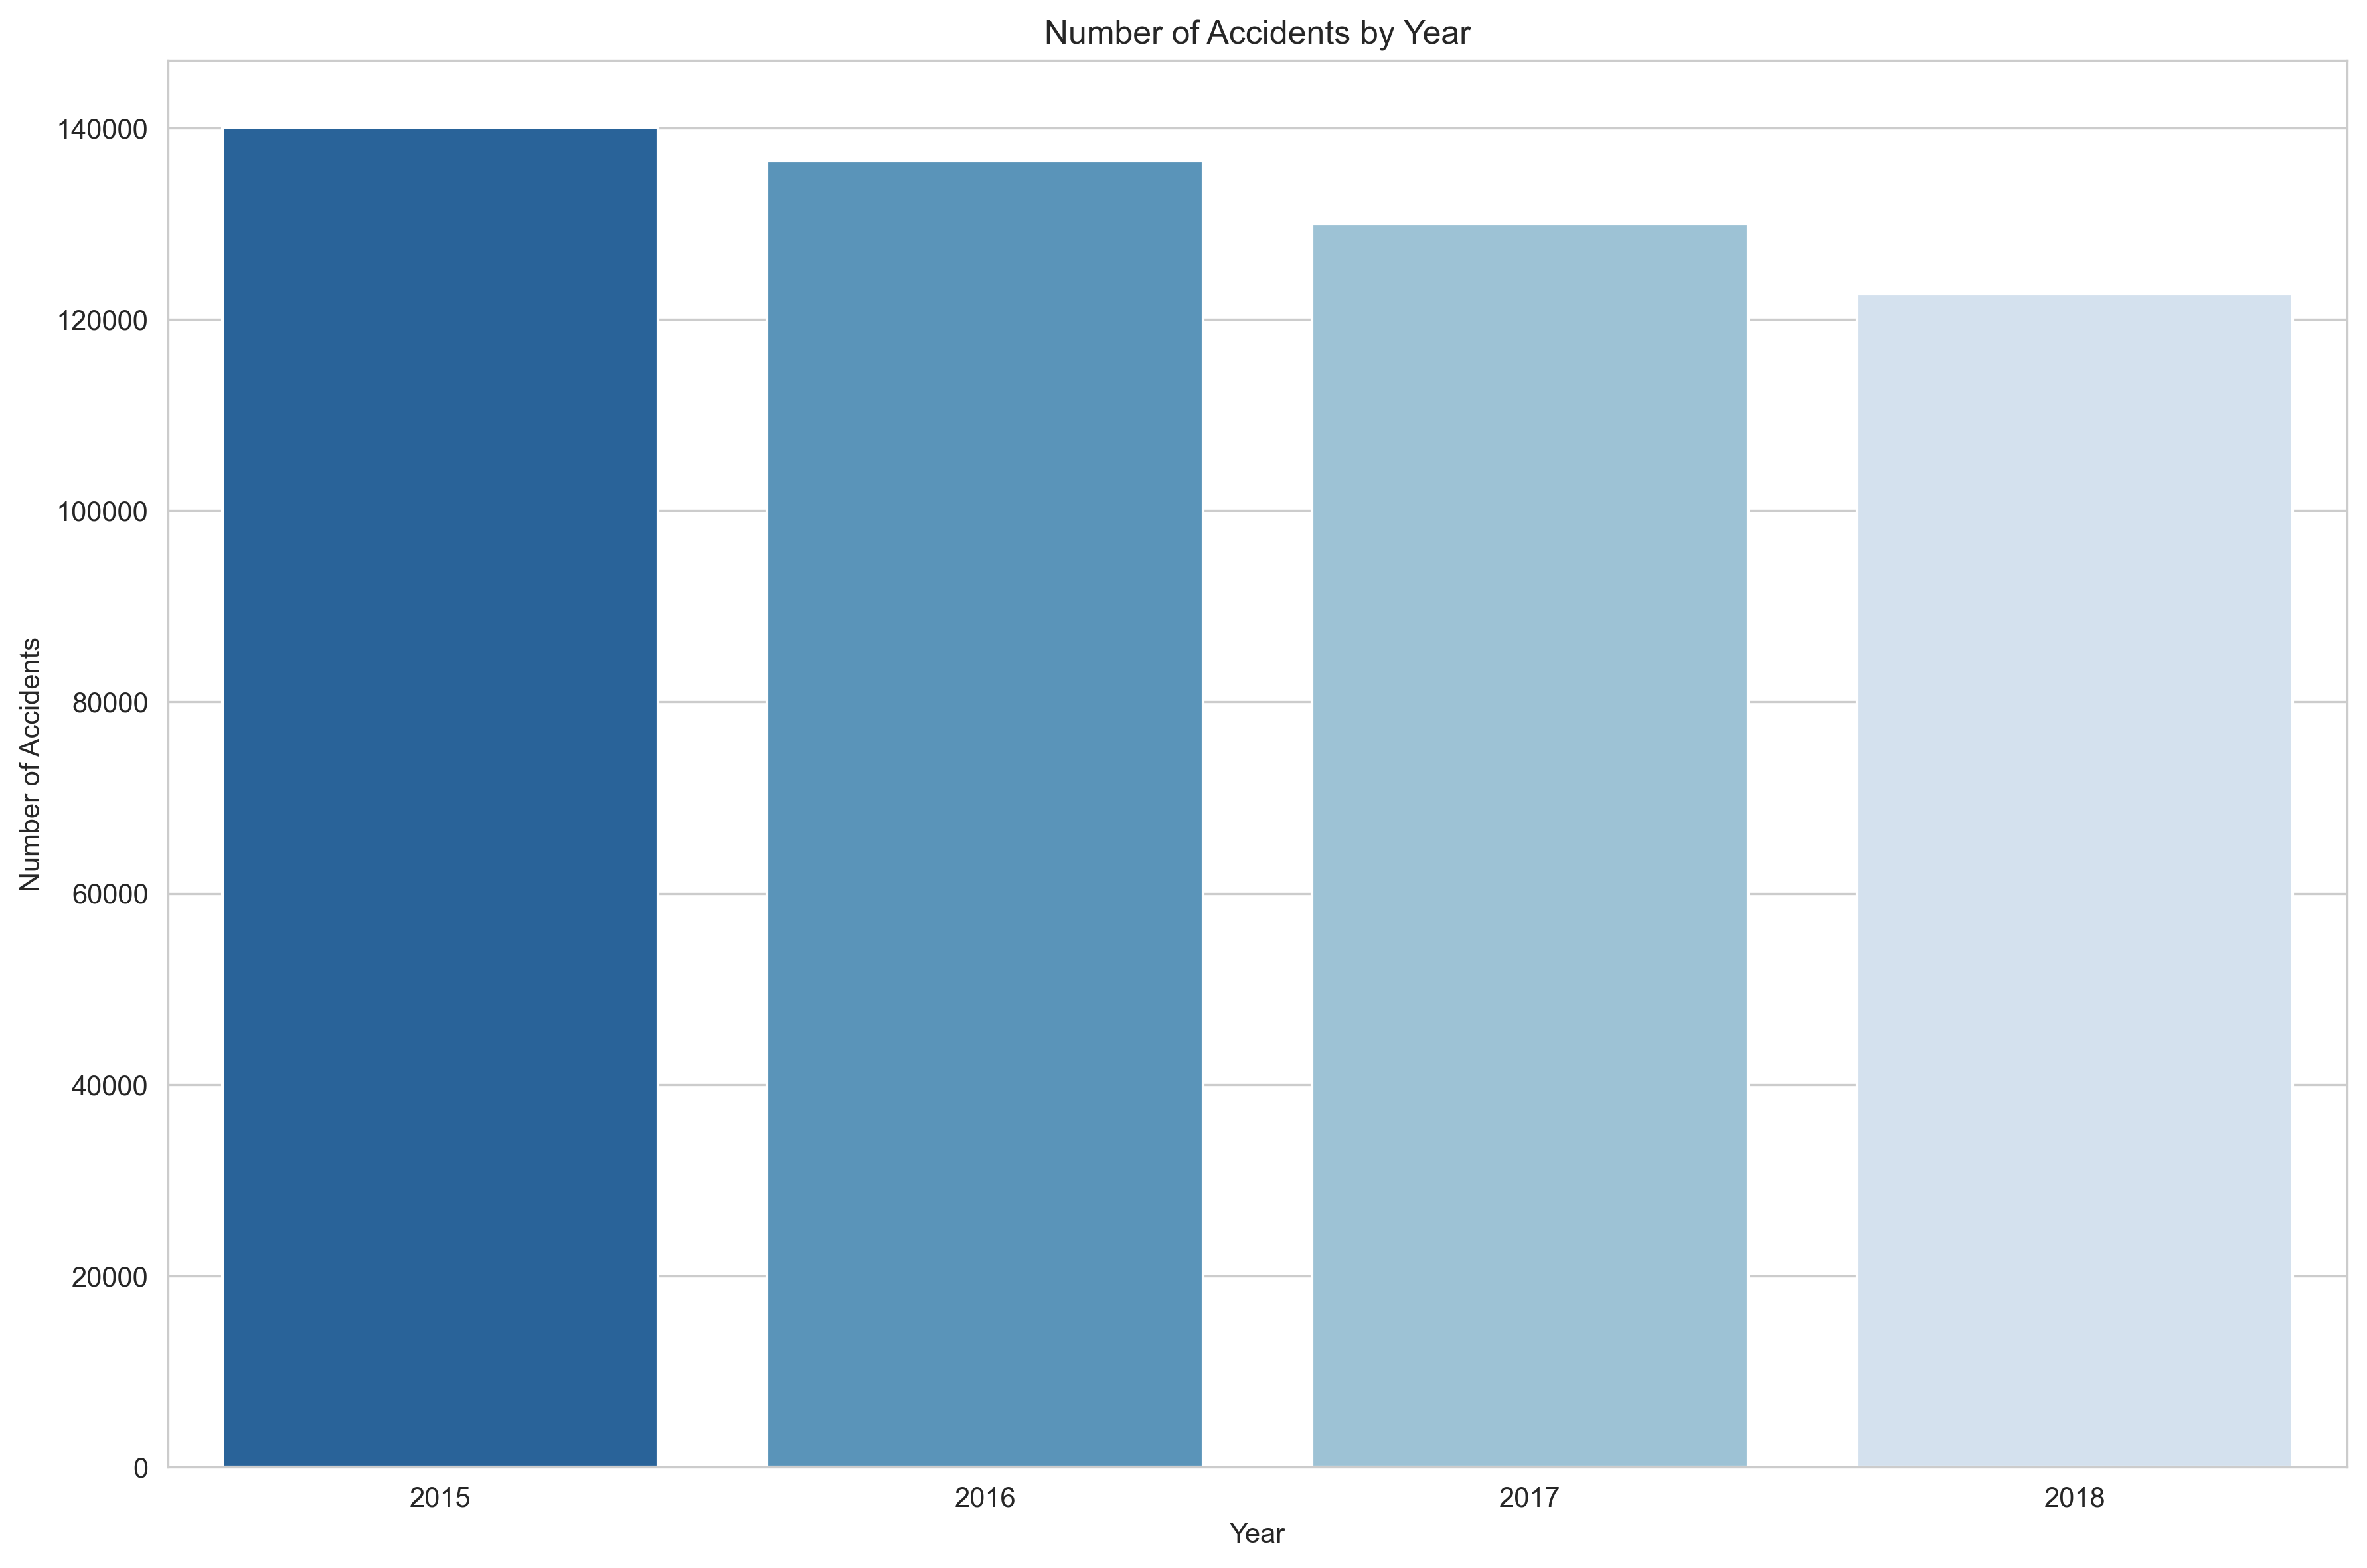 Number of Accidents by Year
140000
120000
100000
80000
60000
40000
20000
0
Number of Accidents
2015 2016 2017 2018
Year